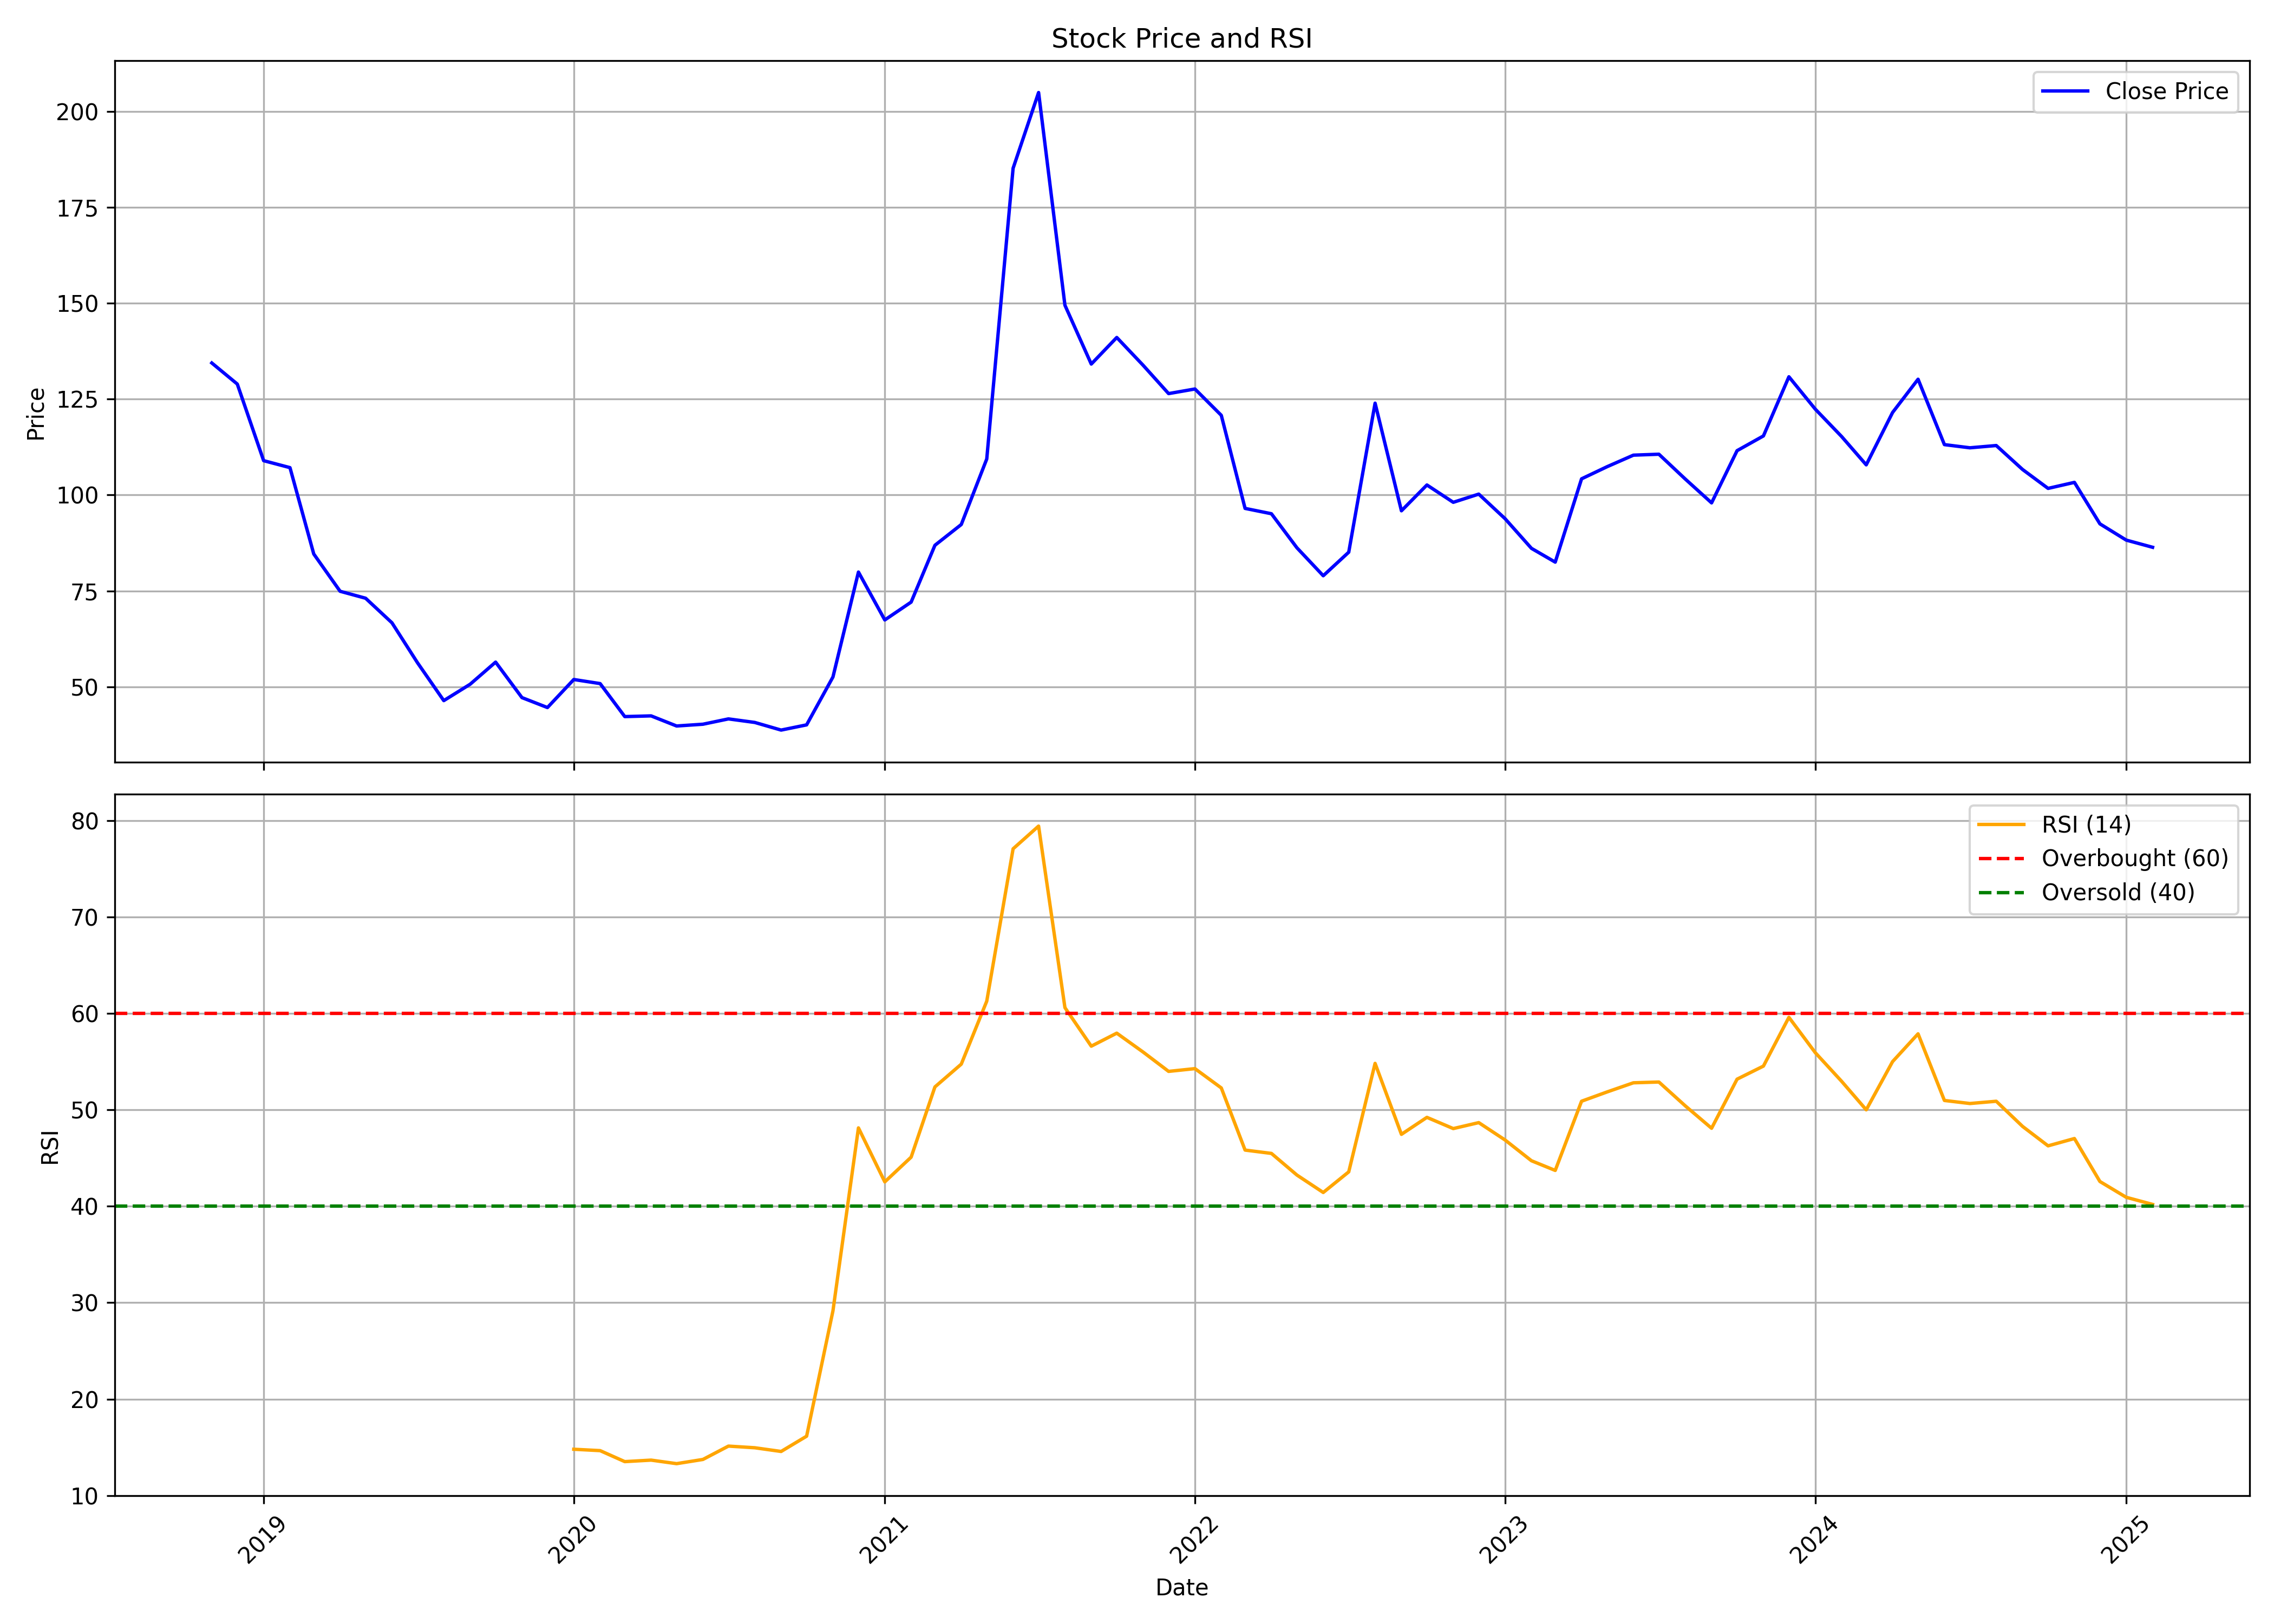 Stock Price and RSI
Close Price
200
175
150
125
100
75
50
Price
RSI (14)
Overbought (60)
Oversold (40)
80
70
60
50
40
30
20
10
RSI
2019 2020 2021 2022 2023 2024 2025
Date